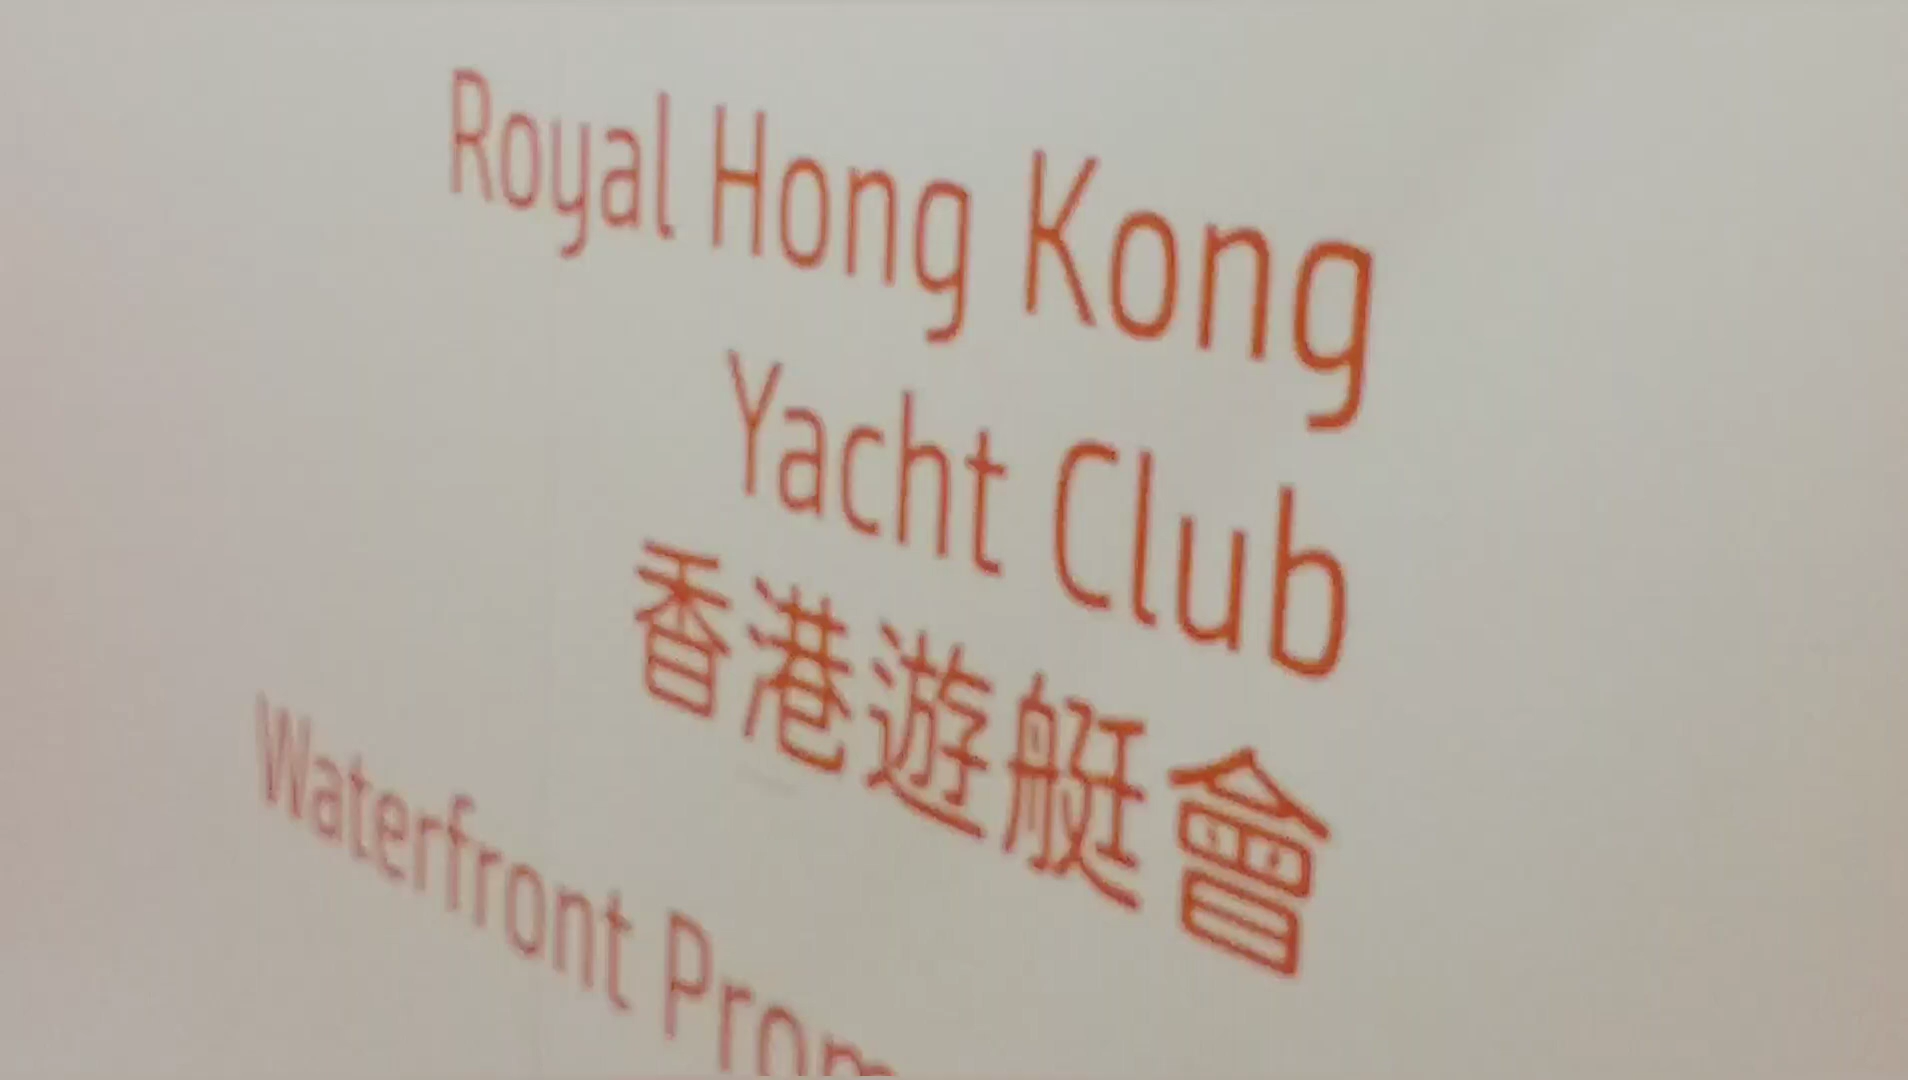 Royal Hong Kong
Yacht Club
香港遊艇會
Waterfront